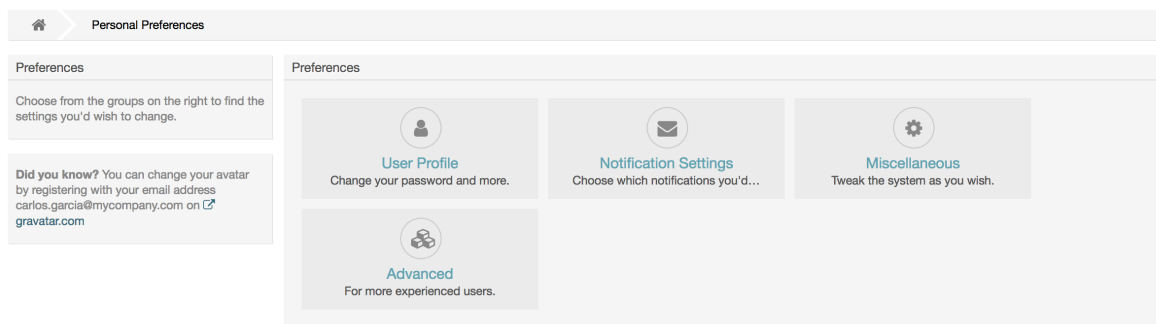 Personal Preferences
Preferences
Choose from the groups on the right to find the
settings you'd wish to change.
Did you know? You can change your avatar
by registering with your email address
carlos.garcia@mycompany.com on
gravatar.com
Preferences
User Profile
Change your password and more.
Notification Settings
Choose which notifications you'd...
Miscellaneous
Tweak the system as you wish.
Advanced
For more experienced users.